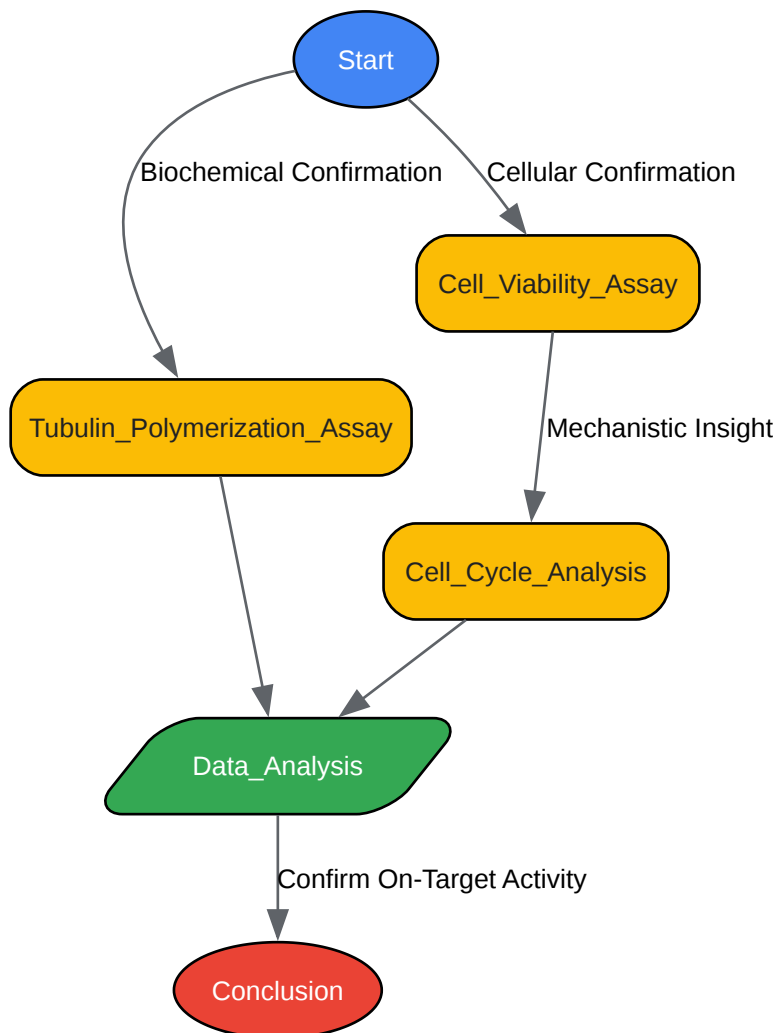 Start
Biochemical Confirmation
Cellular Confirmation
Cell_Viability_Assay
Tubulin_Polymerization_Assay
Mechanistic Insight
Cell_Cycle_Analysis
Data_Analysis
Confirm On-Target Activity
Conclusion